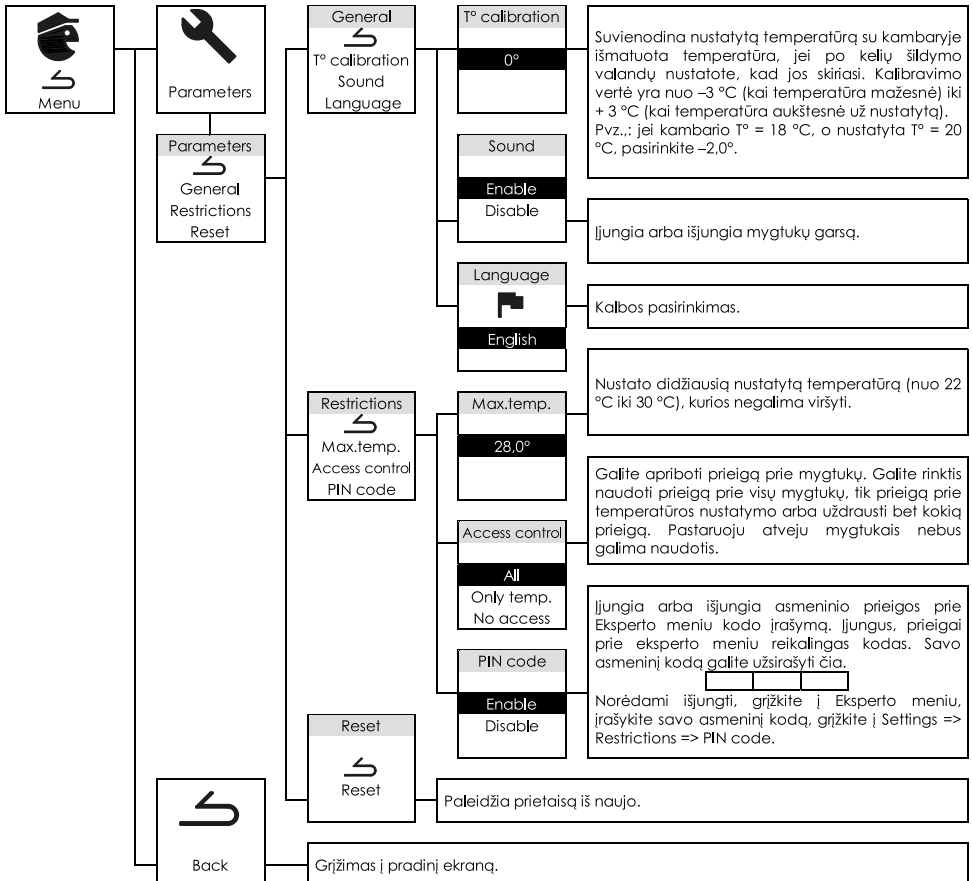 Menu
Parameters
Parameters
General
Restrictions
Reset
General
T° calibration
Sound
Language
T° calibration
0°
Suvienodina nustatytą temperatūrą su kambaryje
išmatuota temperatūra, jei po kelių šildymo
valandų nustatote, kad jos skiriasi. Kalibravimo
vertė yra nuo –3 °C (kai temperatūra mažesnė) iki
+ 3 °C (kai temperatūra aukštesnė už nustatytą).
Pvz.,: jei kambario T° = 18 °C, o nustatyta T° = 20
°C, pasirinkite –2,0°.
Sound
Enable
Disable
Įjungia arba išjungia mygtukų garsą.
Language
English
Kalbos pasirinkimas.
Restrictions
Max.temp.
Access control
PIN code
Max.temp.
28,0°
Nustato didžiausią nustatytą temperatūrą (nuo 22
°C iki 30 °C), kurios negalima viršyti.
Access control
All
Only temp.
No access
Galite apriboti prieigą prie mygtukų. Galite rinktis
naudoti prieigą prie visų mygtukų, tik prieigą prie
temperatūros nustatymo arba uždrausti bet kokią
prieigą. Pastaruoju atveju mygtukais nebus
galima naudotis.
PIN code
Enable
Disable
Įjungia arba išjungia asmeninio prieigos prie
Eksperto meniu kodo įrašymą. Įjungus, prieigai
prie eksperto meniu reikalingas kodas. Savo
asmeninį kodą galite užsirašyti čia.
Norėdami išjungti, grįžkite į Eksperto meniu,
įrašykite savo asmeninį kodą, grįžkite į Settings =>
Restrictions => PIN code.
Reset
Reset
Paleidžia prietaisą iš naujo.
Back
Grįžimas į pradinį ekraną.